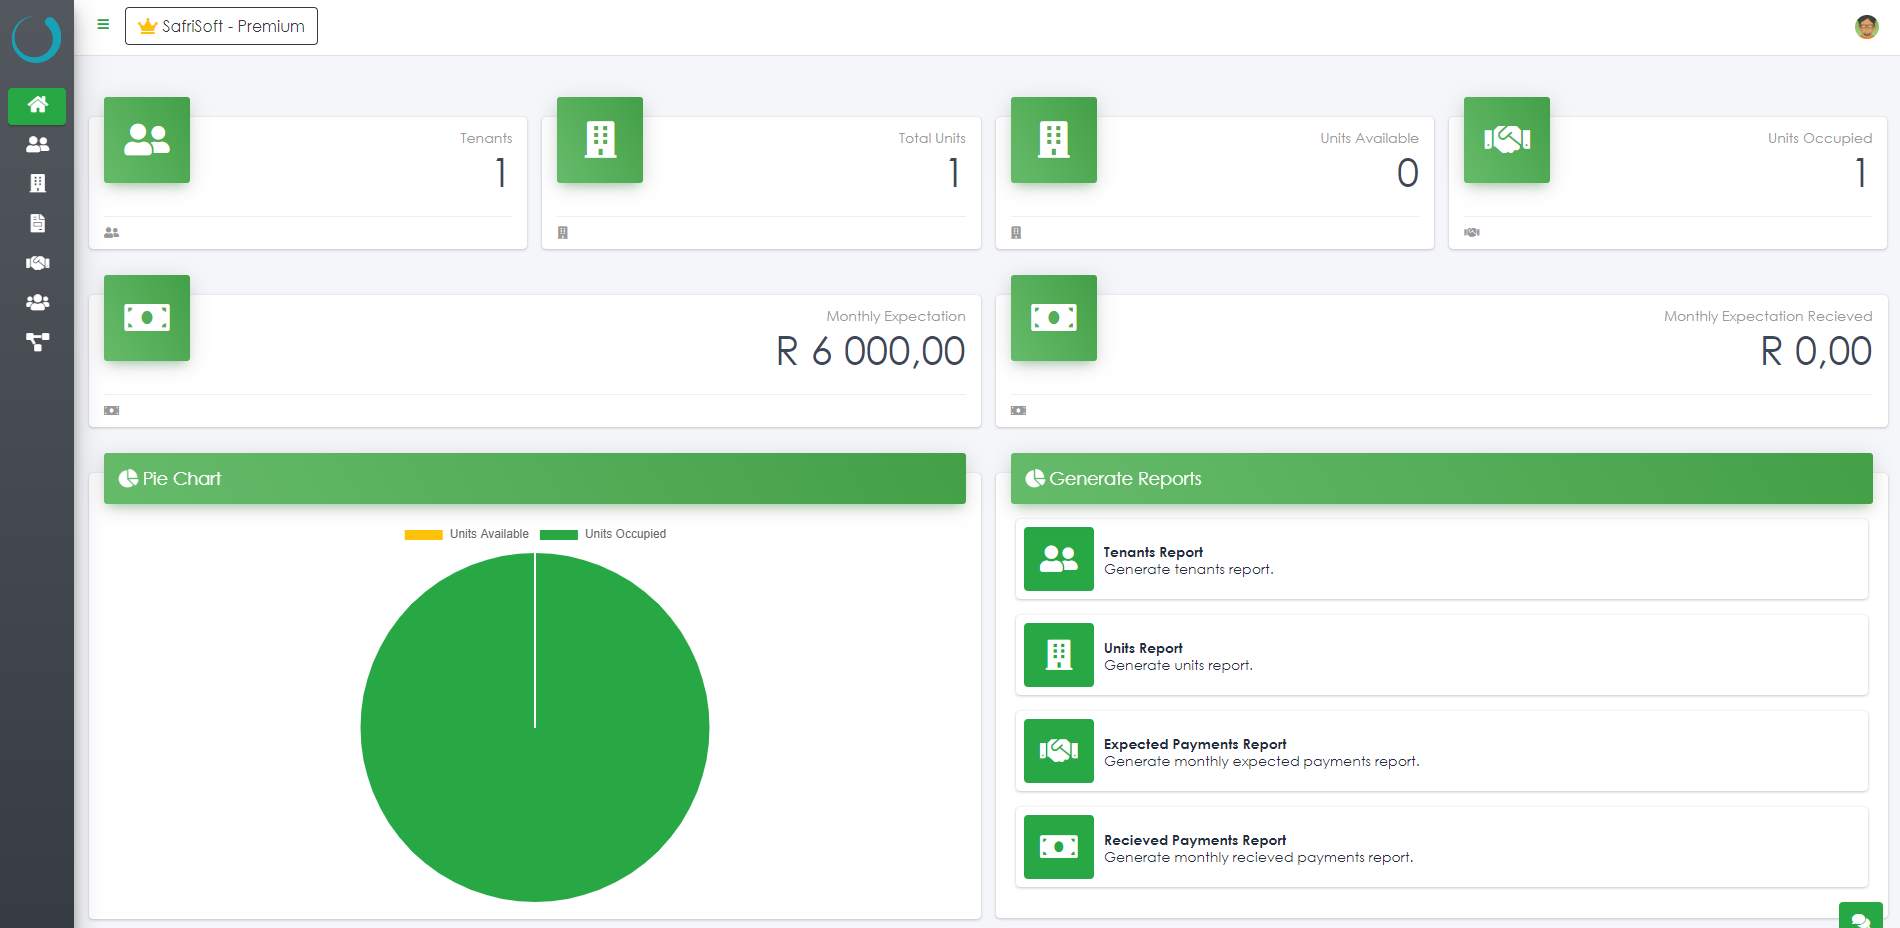 SafriSoft - Premium
Tenants
1
Total Units
1
Units Available
0
Units Occupied
1
Monthly Expectation
R 6 000,00
Monthly Expectation Recieved
R 0,00
Pie Chart
Units Available
Units Occupied
Generate Reports
Tenants Report
Generate tenants report.
Units Report
Generate units report.
Expected Payments Report
Generate monthly expected payments report.
Recieved Payments Report
Generate monthly recieved payments report.